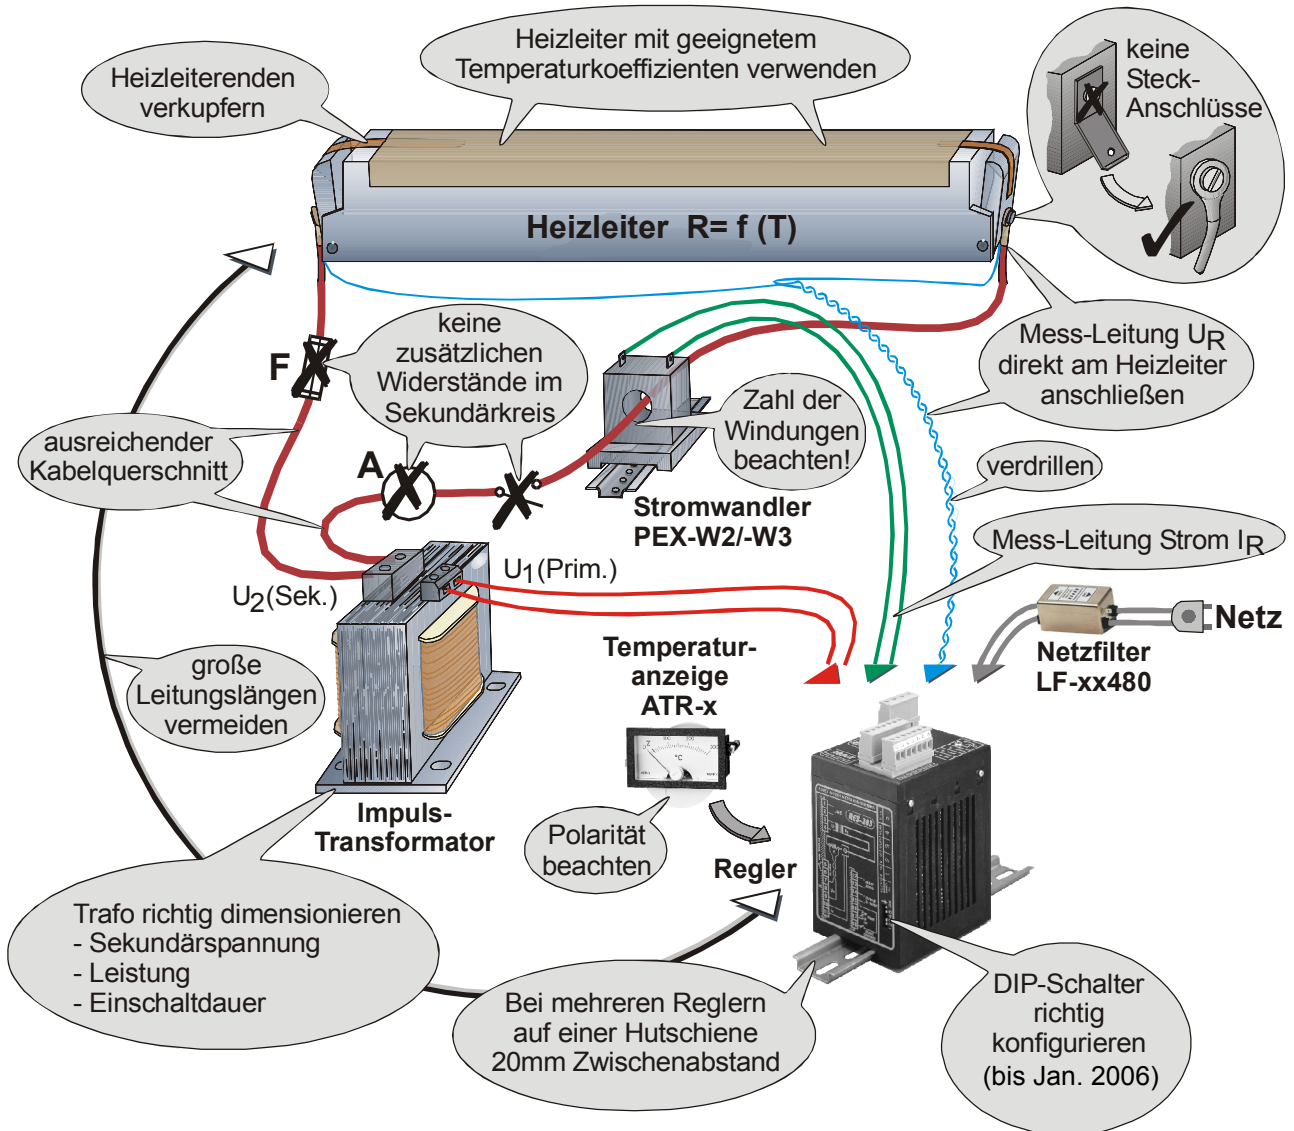 Heizleiter mit geeignetem
Temperaturkoeffizienten verwenden
Heizleiterenden
verkupfern
keine
Steck-
Anschlüsse
Heizleiter R= f (T)
keine
zusätzlichen
Widerstände im
Sekundärkreis
F
Mess-Leitung UR
direkt am Heizleiter
anschließen
Zahl der
Windungen
beachten!
ausreichender
Kabelquerschnitt
A
verdrillen
Stromwandler
PEX-W2/-W3
Mess-Leitung Strom IR
U1(Prim.)
U2(Sek.)
Netz
Netzfilter
LF-xx480
Temperatur-
anzeige
ATR-x
große
Leitungslängen
vermeiden
°C
Impuls-
Transformator
Polarität
beachten
Regler
Trafo richtig dimensionieren
- Sekundärspannung
- Leistung
- Einschaltdauer
Bei mehreren Reglern
auf einer Hutschiene
20mm Zwischenabstand
DIP-Schalter
richtig
konfigurieren
(bis Jan. 2006)